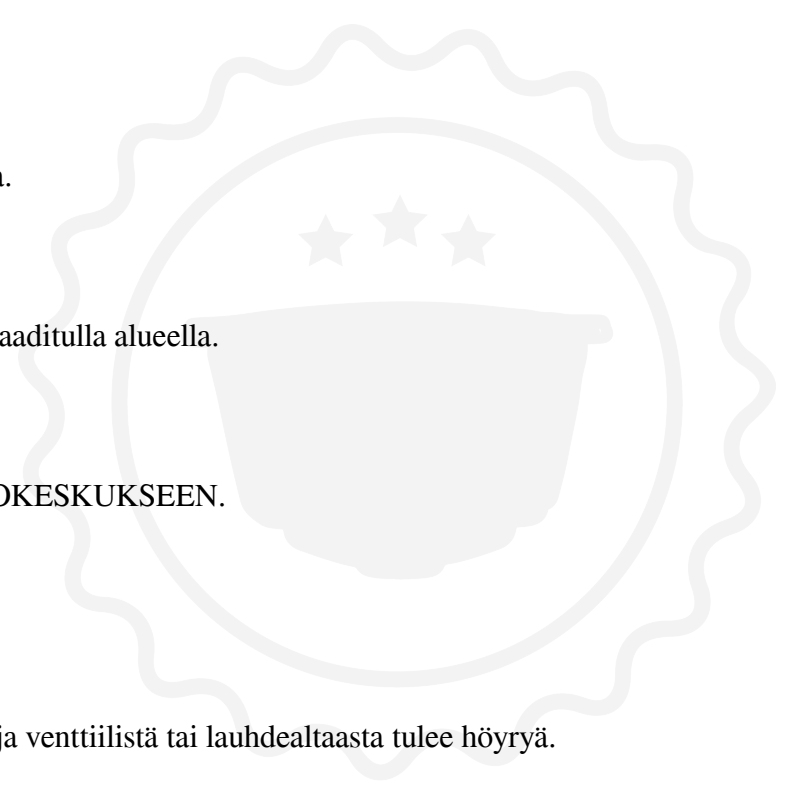 aaditulla alueella.
OKESKUKSEEN.
ja venttiilistä tai lauhdealtaasta tulee höyryä.